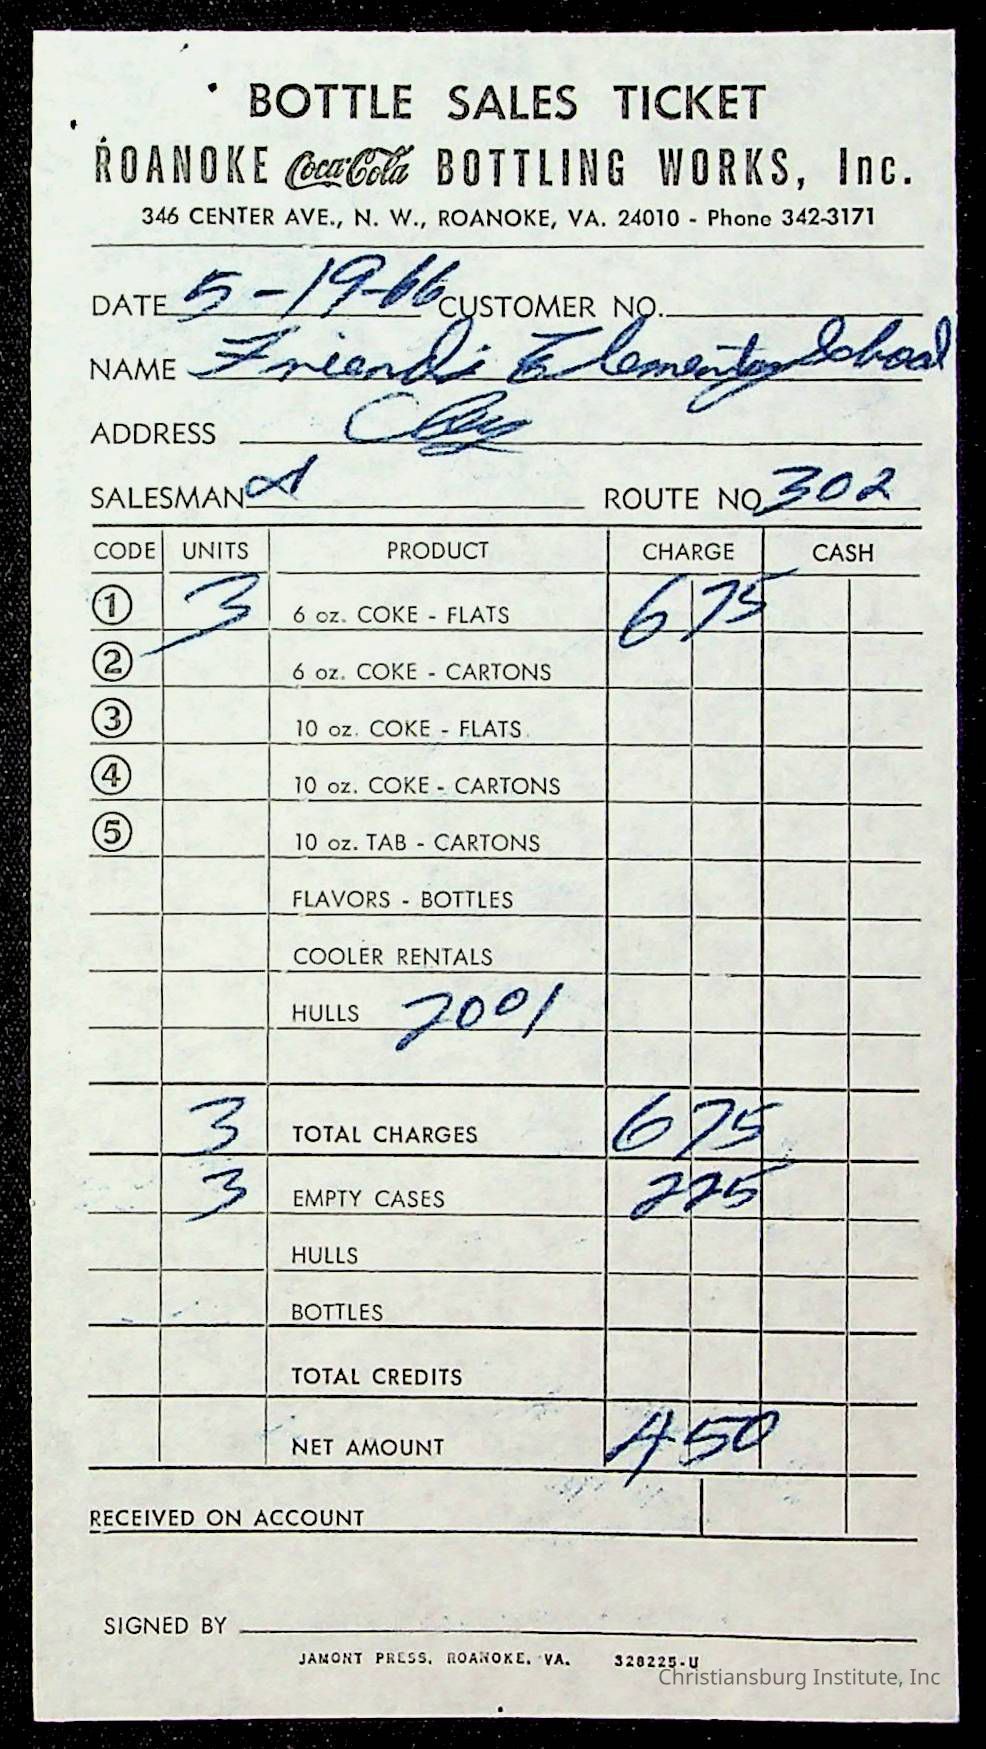 BOTTLE SALES TICKET
ROANOKE Coca-Cola BOTTLING WORKS, Inc.
346 CENTER AVE., N. W., ROANOKE, VA. 24010 - Phone 342-3171
DATE 5-19-66 CUSTOMER NO.
NAME Friends Elementary School
ADDRESS
SALESMAN ROUTE NO 302
CODE UNITS PRODUCT CHARGE CASH
1 3 6 oz. COKE - FLATS 6 75
2 6 oz. COKE - CARTONS
3 10 oz. COKE - FLATS
4 10 oz. COKE - CARTONS
5 10 oz. TAB - CARTONS
FLAVORS - BOTTLES
COOLER RENTALS
HULLS 2001
3 TOTAL CHARGES 6 75
3 EMPTY CASES 2 25
HULLS
BOTTLES
TOTAL CREDITS
NET AMOUNT 4 50
RECEIVED ON ACCOUNT
SIGNED BY
JAMONT PRESS, ROANOKE, VA. 328225-U
Christiansburg Institute, Inc